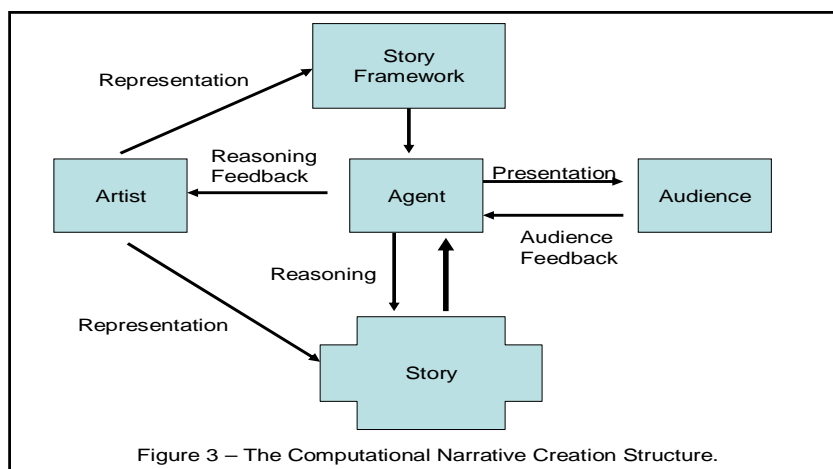 Story
Framework
Representation
Reasoning
Feedback
Artist
Agent
Presentation
Audience
Audience
Feedback
Reasoning
Representation
Story
Figure 3 – The Computational Narrative Creation Structure.